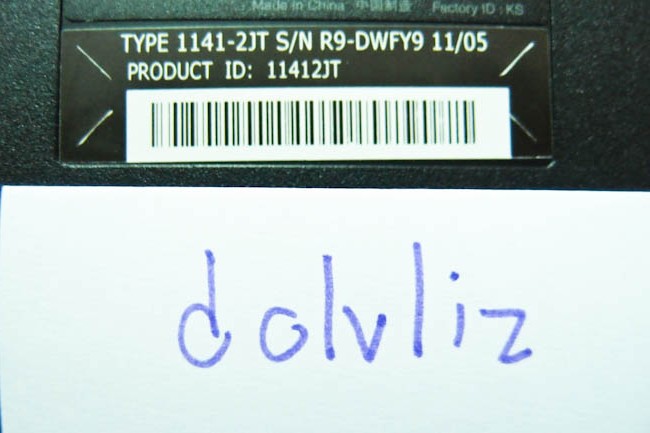 Made in China 中国制造 Factory ID : KS
TYPE 1141-2JT S/N R9-DWFY9 11/05
PRODUCT ID: 11412JT
dolvliz